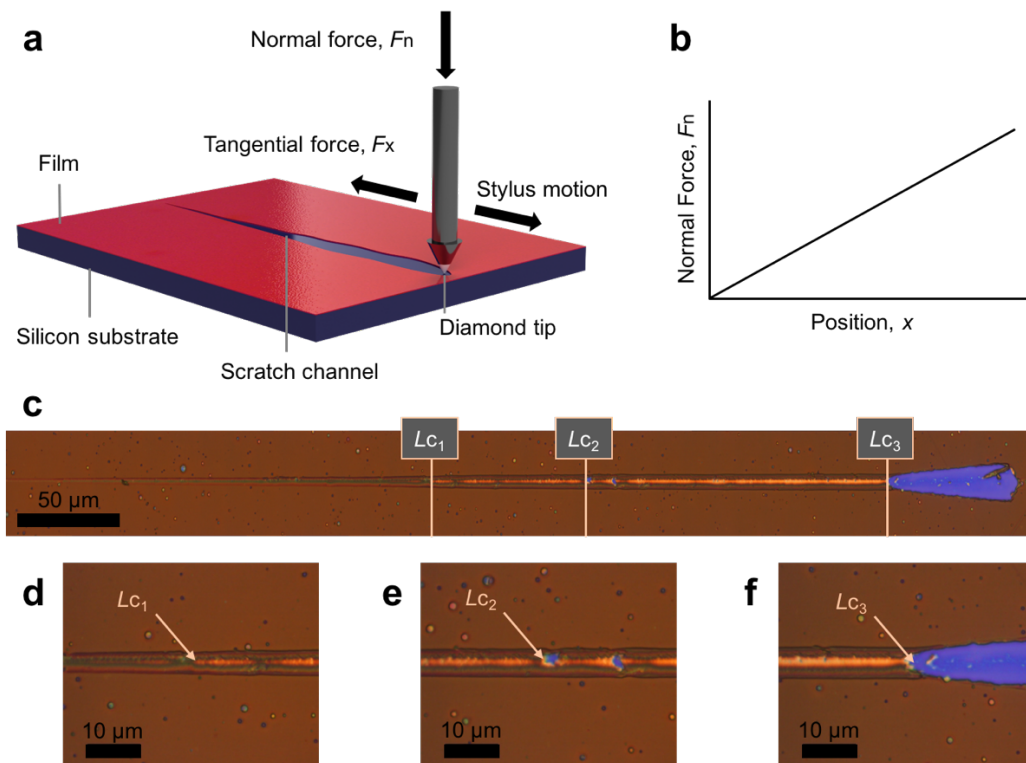 a
Normal force, Fn
Tangential force, Fx
Film
Stylus motion
Silicon substrate
Diamond tip
Scratch channel
b
Normal Force, Fn
Position, x
c
Lc₁
Lc₂
Lc₃
50 µm
d
Lc₁
10 µm
e
Lc₂
10 µm
f
Lc₃
10 µm